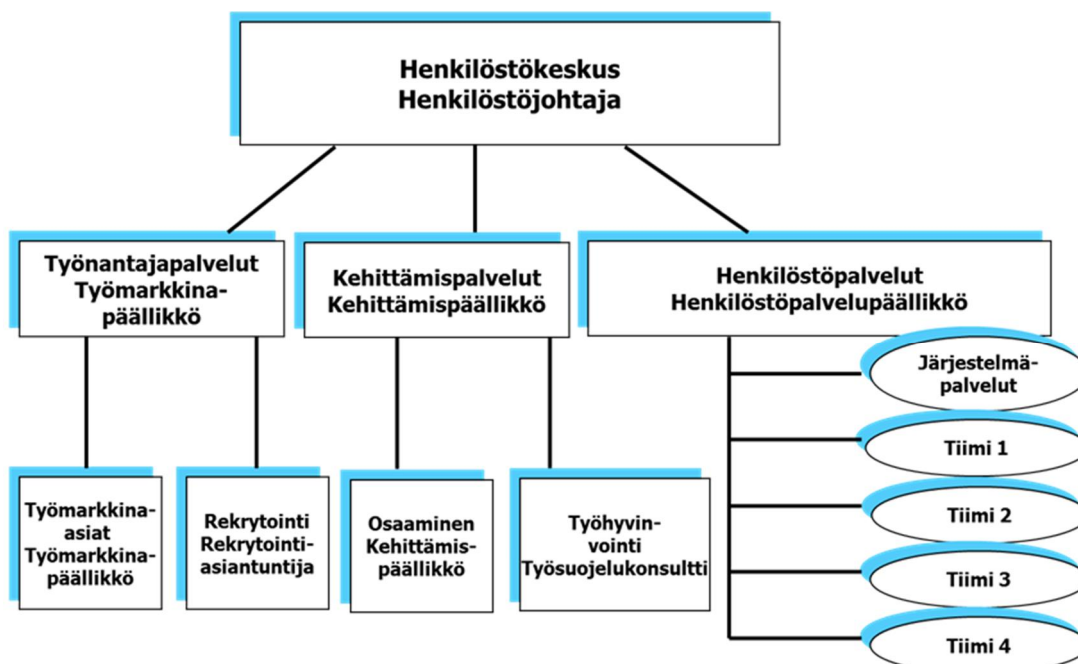 Henkilöstökeskus
Henkilöstöjohtaja
Työnantajapalvelut
Työmarkkina-
päällikkö
Kehittämispalvelut
Kehittämispäällikkö
Henkilöstöpalvelut
Henkilöstöpalvelupäällikkö
Järjestelmä-
palvelut
Tiimi 1
Tiimi 2
Tiimi 3
Tiimi 4
Työmarkkina-
asiat
Työmarkkina-
päällikkö
Rekrytointi
Rekrytointi-
asiantuntija
Osaaminen
Kehittämis-
päällikkö
Työhyvin-
vointi
Työsuojelukonsultti